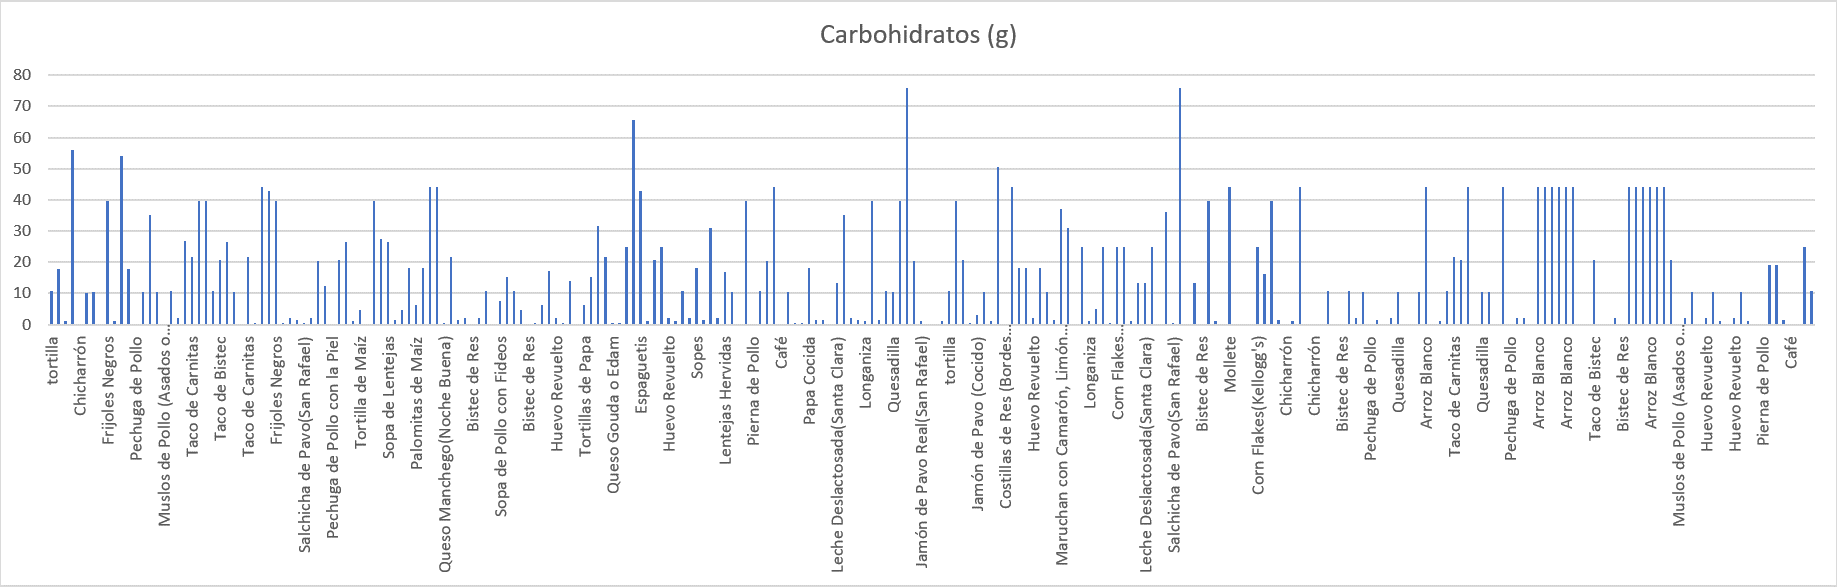 Carbohidratos (g)
80
70
60
50
40
30
20
10
0
tortilla
Chicharrón
Frijoles Negros
Pechuga de Pollo
Muslos de Pollo (Asados o…
Taco de Carnitas
Taco de Bistec
Taco de Carnitas
Frijoles Negros
Salchicha de Pavo(San Rafael)
Pechuga de Pollo con la Piel
Tortilla de Maíz
Sopa de Lentejas
Palomitas de Maíz
Queso Manchego(Noche Buena)
Bistec de Res
Sopa de Pollo con Fideos
Bistec de Res
Huevo Revuelto
Tortillas de Papa
Queso Gouda o Edam
Espaguetis
Huevo Revuelto
Sopes
Lentejas Hervidas
Pierna de Pollo
Café
Papa Cocida
Leche Deslactosada(Santa Clara)
Longaniza
Quesadilla
Jamón de Pavo Real(San Rafael)
tortilla
Jamón de Pavo (Cocido)
Costillas de Res (Bordes…
Huevo Revuelto
Maruchan con Camarón, Limón…
Longaniza
Corn Flakes…
Leche Deslactosada(Santa Clara)
Salchicha de Pavo(San Rafael)
Bistec de Res
Mollete
Corn Flakes(Kellogg's)
Chicharrón
Chicharrón
Bistec de Res
Pechuga de Pollo
Quesadilla
Arroz Blanco
Taco de Carnitas
Quesadilla
Pechuga de Pollo
Arroz Blanco
Arroz Blanco
Taco de Bistec
Bistec de Res
Arroz Blanco
Muslos de Pollo (Asados o…
Huevo Revuelto
Huevo Revuelto
Pierna de Pollo
Café